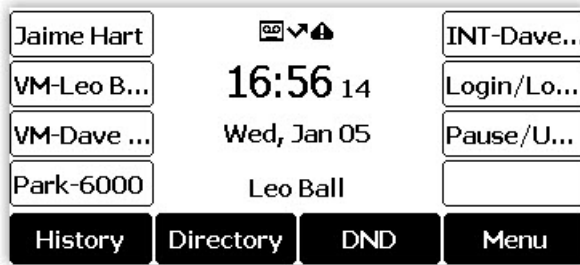 Jaime Hart
INT-Dave...
VM-Leo B...
16:56 14
Login/Lo...
VM-Dave ...
Wed, Jan 05
Pause/U...
Park-6000
Leo Ball
History Directory DND Menu